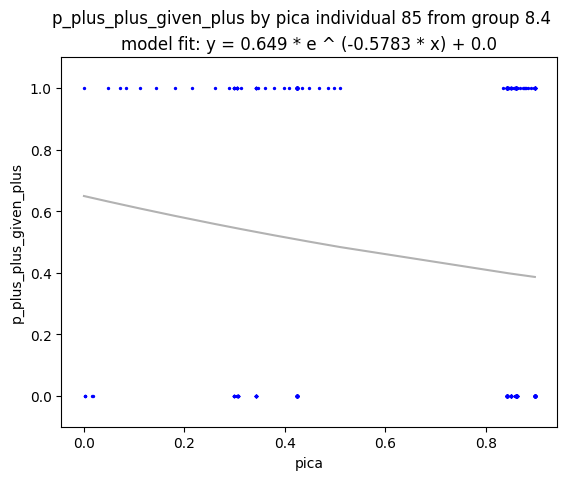 p_plus_plus_given_plus by pica individual 85 from group 8.4
model fit: y = 0.649 * e ^ (-0.5783 * x) + 0.0
1.0
0.8
0.6
0.4
0.2
0.0
p_plus_plus_given_plus
0.0 0.2 0.4 0.6 0.8
pica